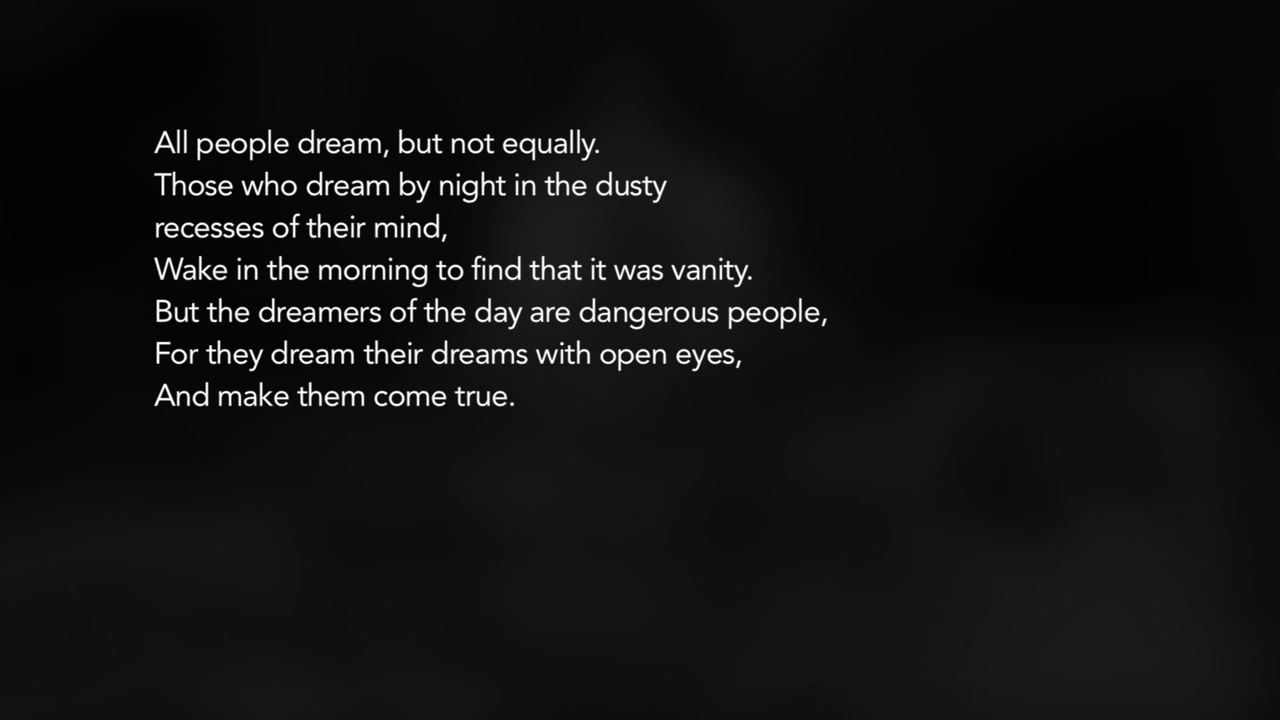 All people dream, but not equally.
Those who dream by night in the dusty
recesses of their mind,
Wake in the morning to find that it was vanity.
But the dreamers of the day are dangerous people,
For they dream their dreams with open eyes,
And make them come true.